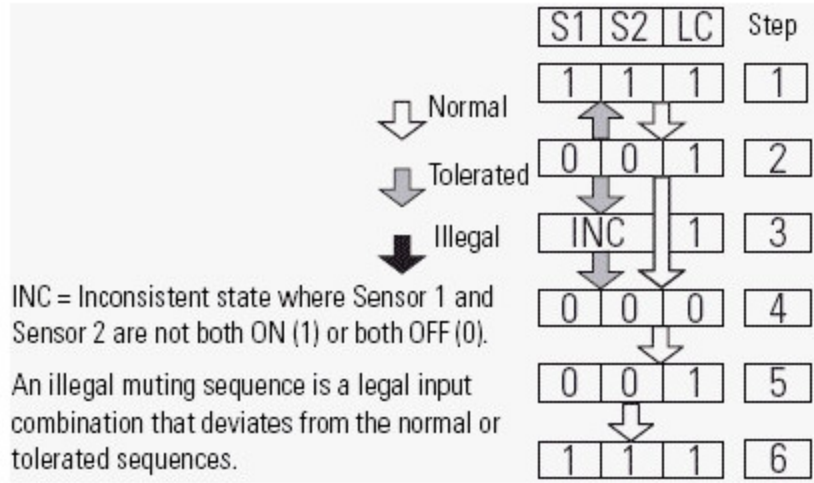 S1 S2 LC Step
1 1 1 1
Normal
0 0 1 2
Tolerated
INC 1 3
Illegal
INC = Inconsistent state where Sensor 1 and
Sensor 2 are not both ON (1) or both OFF (0).
0 0 0 4
An illegal muting sequence is a legal input
combination that deviates from the normal or
tolerated sequences.
0 0 1 5
1 1 1 6